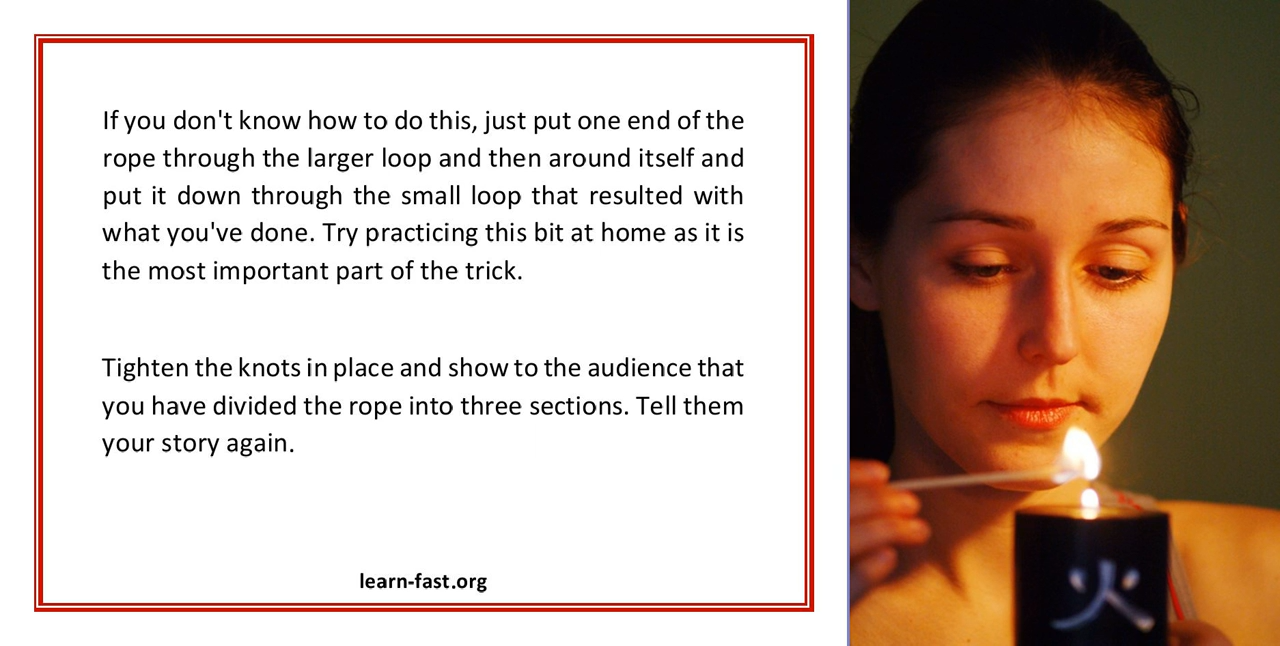 If you don't know how to do this, just put one end of the
rope through the larger loop and then around itself and
put it down through the small loop that resulted with
what you've done. Try practicing this bit at home as it is
the most important part of the trick.
Tighten the knots in place and show to the audience that
you have divided the rope into three sections. Tell them
your story again.
learn-fast.org
火